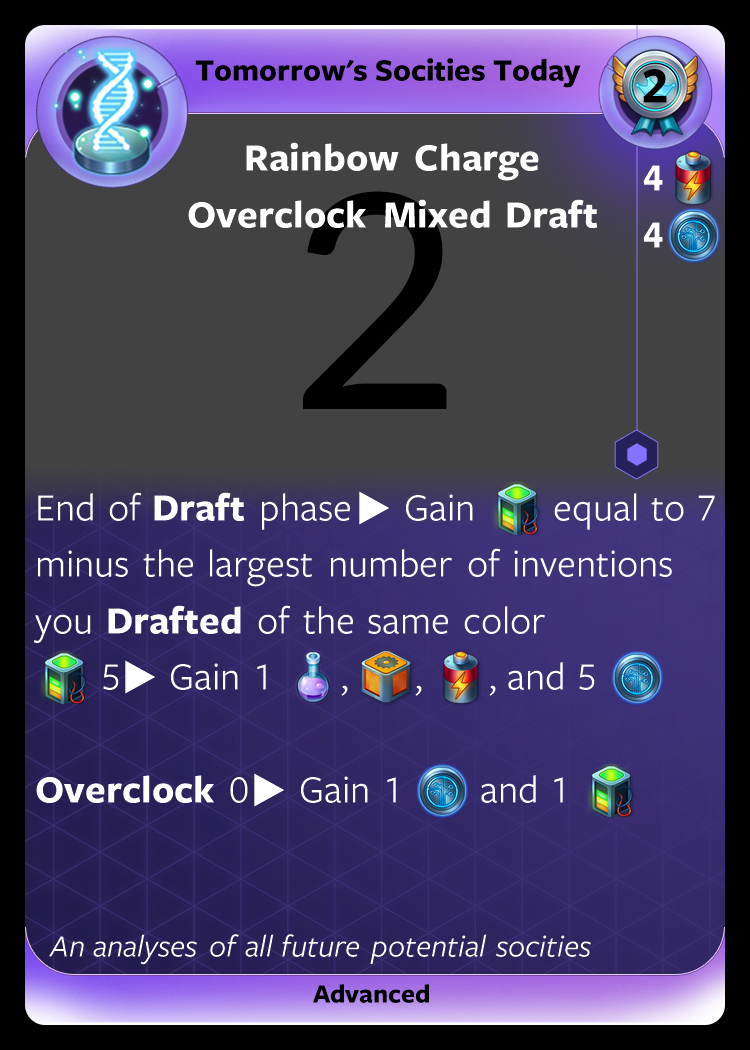 Tomorrow's Socities Today
2
Rainbow Charge
4
Overclock Mixed Draft
4
2
End of Draft phase▶ Gain equal to 7
minus the largest number of inventions
you Drafted of the same color
5▶ Gain 1 , , , and 5
Overclock 0▶ Gain 1 and 1
An analyses of all future potential socities
Advanced